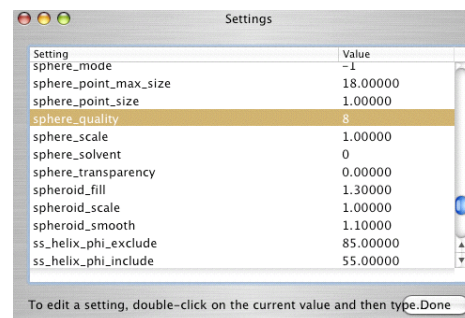 Settings
Setting Value
sphere_mode -1
sphere_point_max_size 18.00000
sphere_point_size 1.00000
sphere_quality 8
sphere_scale 1.00000
sphere_solvent 0
sphere_transparency 0.00000
spheroid_fill 1.30000
spheroid_scale 1.00000
spheroid_smooth 1.10000
ss_helix_phi_exclude 85.00000
ss_helix_phi_include 55.00000
To edit a setting, double-click on the current value and then type. Done